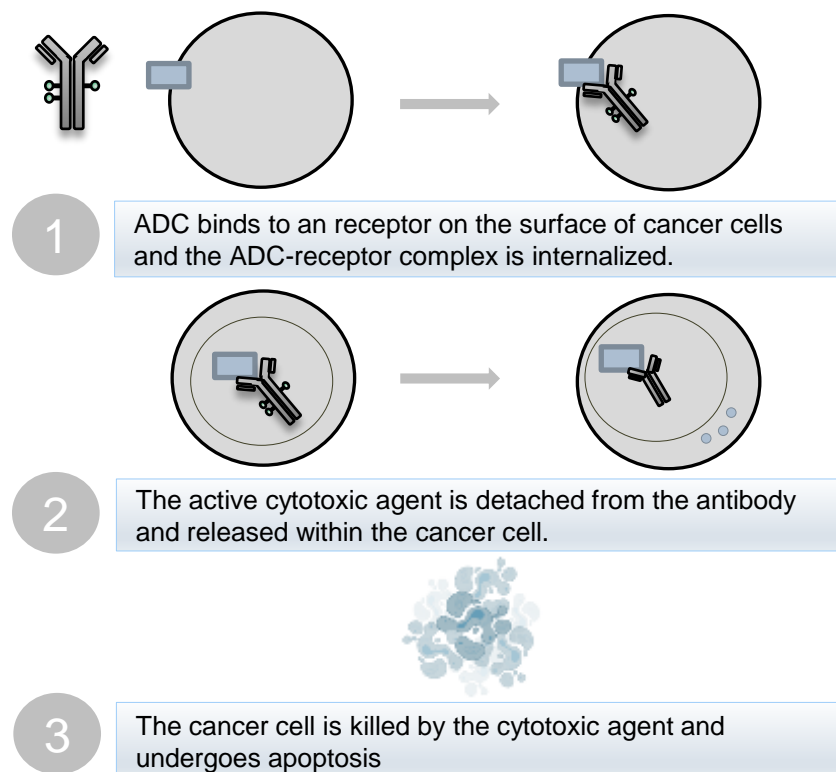 1
ADC binds to an receptor on the surface of cancer cells
and the ADC-receptor complex is internalized.
2
The active cytotoxic agent is detached from the antibody
and released within the cancer cell.
3
The cancer cell is killed by the cytotoxic agent and
undergoes apoptosis